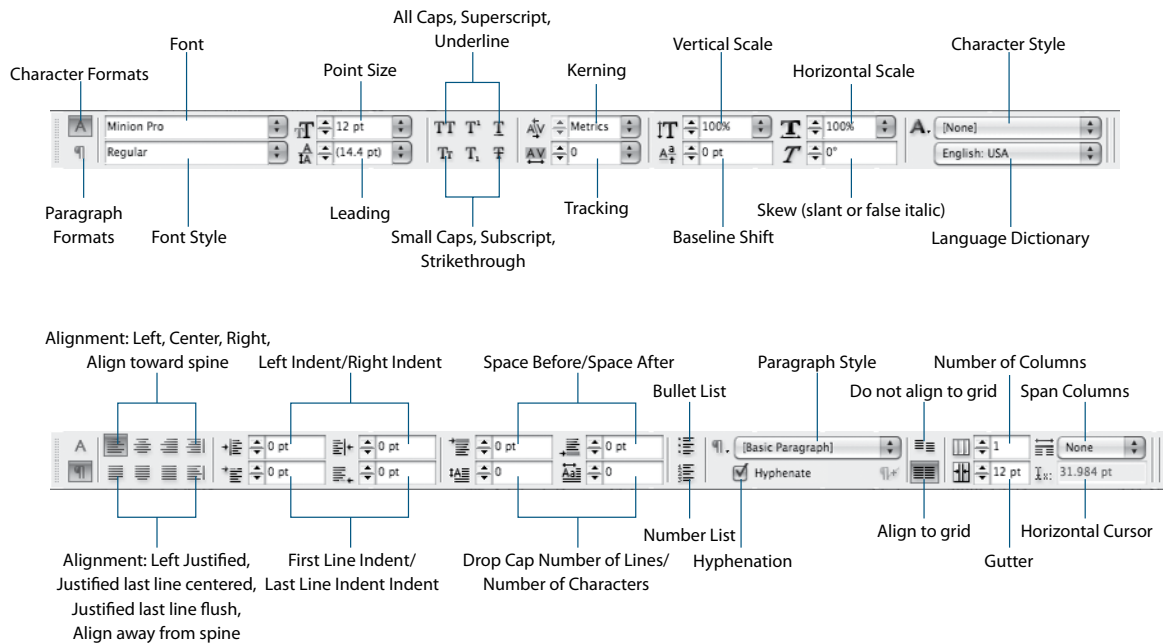 All Caps, Superscript,
Underline
Font
Vertical Scale
Character Style
Character Formats
Point Size
Kerning
Horizontal Scale
A
Minion Pro
12 pt
TT T¹ T
Metrics
100%
100%
A.
[None]
¶
Regular
(14.4 pt)
Tт T₁ T
AV
0
0 pt
0°
English: USA
Paragraph
Formats
Font Style
Leading
Small Caps, Subscript,
Strikethrough
Tracking
Baseline Shift
Skew (slant or false italic)
Language Dictionary
Alignment: Left, Center, Right,
Align toward spine
Left Indent/Right Indent
Space Before/Space After
Bullet List
Paragraph Style
Do not align to grid
Number of Columns
Span Columns
A
0 pt
0 pt
0 pt
0 pt
¶.
[Basic Paragraph]
1
None
¶
0 pt
0 pt
0
0
Hyphenate
12 pt
31.984 pt
Alignment: Left Justified,
Justified last line centered,
Justified last line flush,
Align away from spine
First Line Indent/
Last Line Indent Indent
Drop Cap Number of Lines/
Number of Characters
Number List
Hyphenation
Align to grid
Gutter
Horizontal Cursor